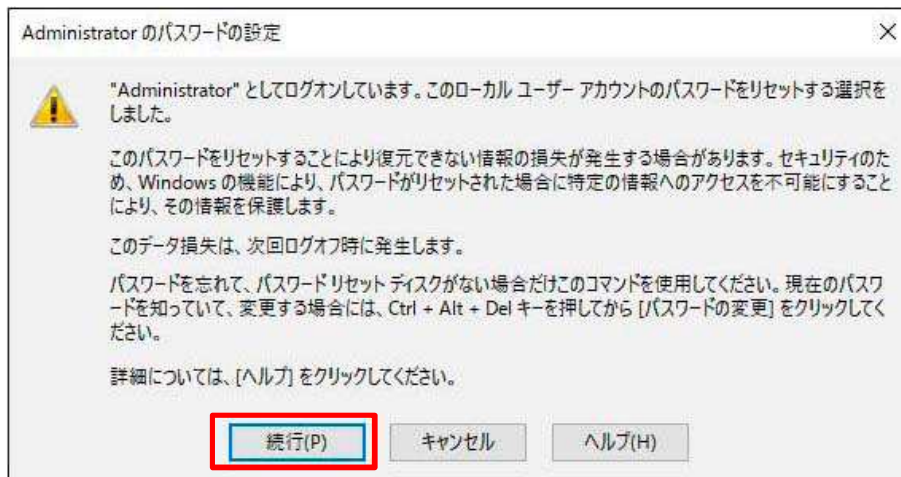 Administrator のパスワードの設定
"Administrator" としてログオンしています。このローカル ユーザー アカウントのパスワードをリセットする選択を
しました。
このパスワードをリセットすることにより復元できない情報の損失が発生する場合があります。セキュリティのた
め、Windows の機能により、パスワードがリセットされた場合に特定の情報へのアクセスを不可能にすること
により、その情報を保護します。
このデータ損失は、次回ログオフ時に発生します。
パスワードを忘れて、パスワード リセット ディスクがない場合だけこのコマンドを使用してください。現在のパスワ
ードを知っていて、変更する場合には、Ctrl + Alt + Del キーを押してから [パスワードの変更] をクリックしてく
ださい。
詳細については、[ヘルプ] をクリックしてください。
続行(P) キャンセル ヘルプ(H)